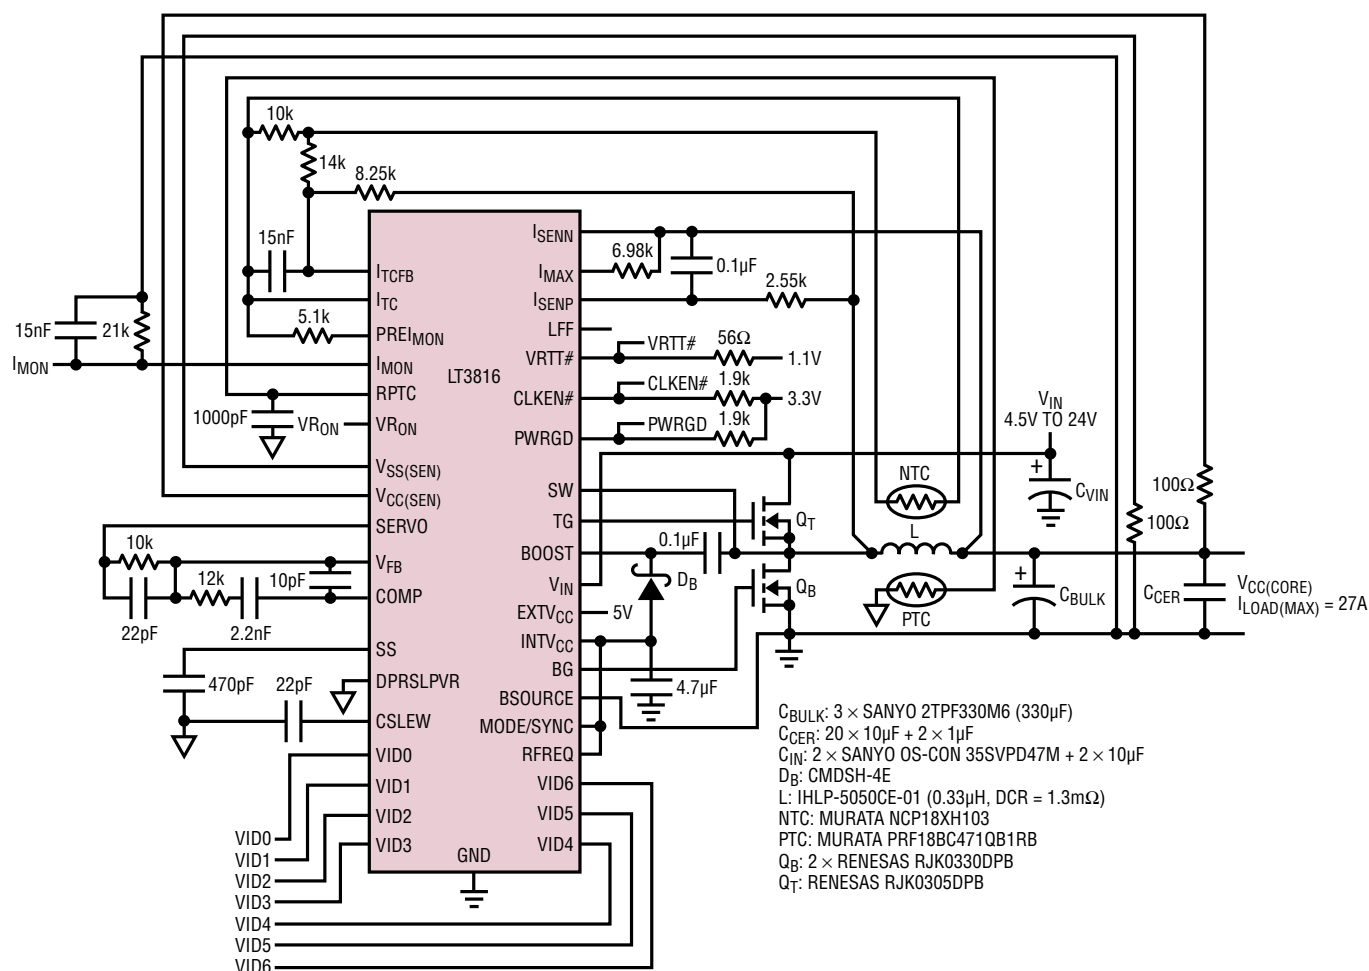 10k
14k
8.25k
15nF
5.1k
15nF
21k
IMON
1000pF
VRON
10k
12k
10pF
22pF
2.2nF
470pF
22pF
ITCFB
ITC
PREIMON
IMON
RPTC
VRON
VSS(SEN)
VCC(SEN)
SERVO
VFB
COMP
SS
DPRSLPVR
CSLEW
VID0
VID1
VID2
VID3
LT3816
GND
ISENN
IMAX
ISENP
LFF
VRTT#
CLKEN#
PWRGD
SW
TG
BOOST
VIN
EXTVCC
INTVCC
BG
BSOURCE
MODE/SYNC
RFREQ
VID6
VID5
VID4
6.98k
0.1µF
2.55k
VRTT#
56Ω
1.1V
CLKEN#
1.9k
3.3V
PWRGD
1.9k
VIN
4.5V TO 24V
+
CVIN
NTC
L
PTC
QT
QB
0.1µF
DB
5V
4.7µF
100Ω
100Ω
+
CBULK
CCER
VCC(CORE)
ILOAD(MAX) = 27A
VID0
VID1
VID2
VID3
VID4
VID5
VID6
CBULK: 3 × SANYO 2TPF330M6 (330µF)
CCER: 20 × 10µF + 2 × 1µF
CIN: 2 × SANYO OS-CON 35SVPD47M + 2 × 10µF
DB: CMDSH-4E
L: IHLP-5050CE-01 (0.33µH, DCR = 1.3mΩ)
NTC: MURATA NCP18XH103
PTC: MURATA PRF18BC471QB1RB
QB: 2 × RENESAS RJK0330DPB
QT: RENESAS RJK0305DPB